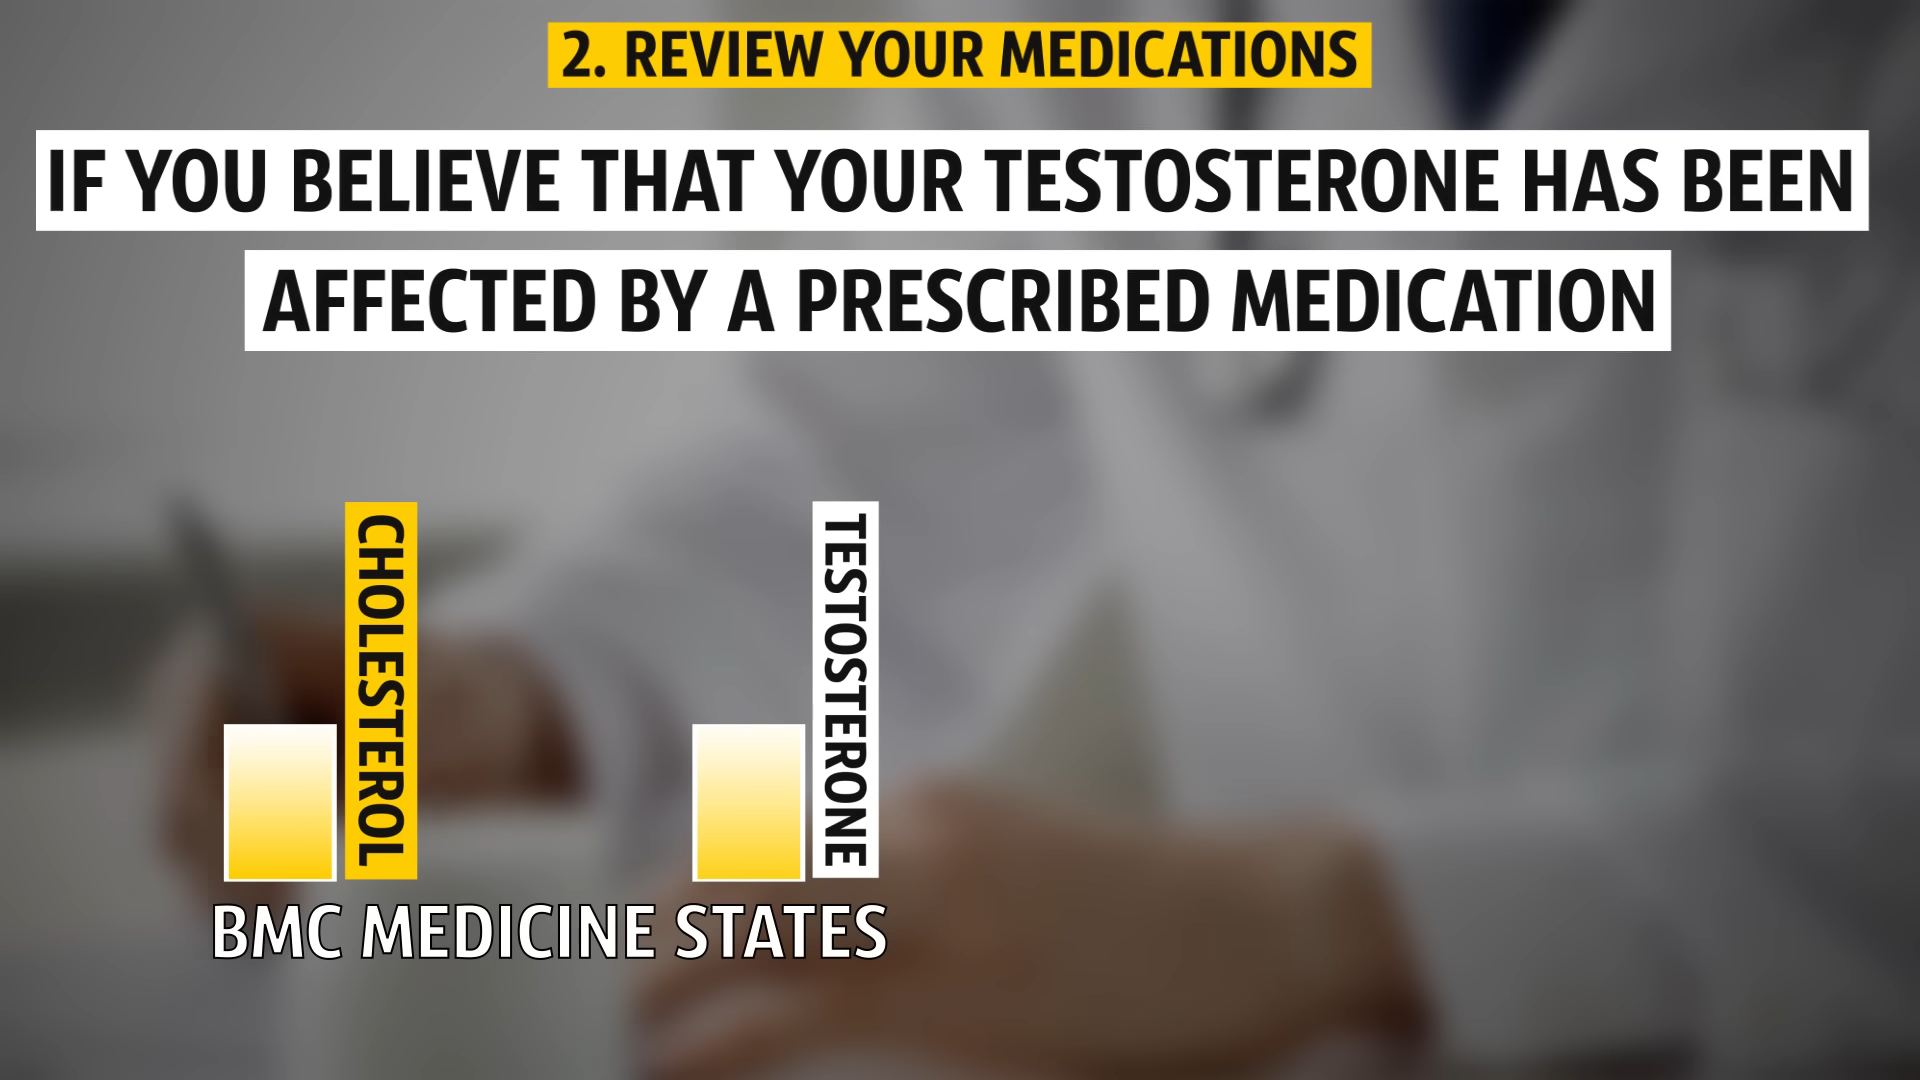 2. REVIEW YOUR MEDICATIONS
IF YOU BELIEVE THAT YOUR TESTOSTERONE HAS BEEN
AFFECTED BY A PRESCRIBED MEDICATION
CHOLESTEROL
TESTOSTERONE
BMC MEDICINE STATES